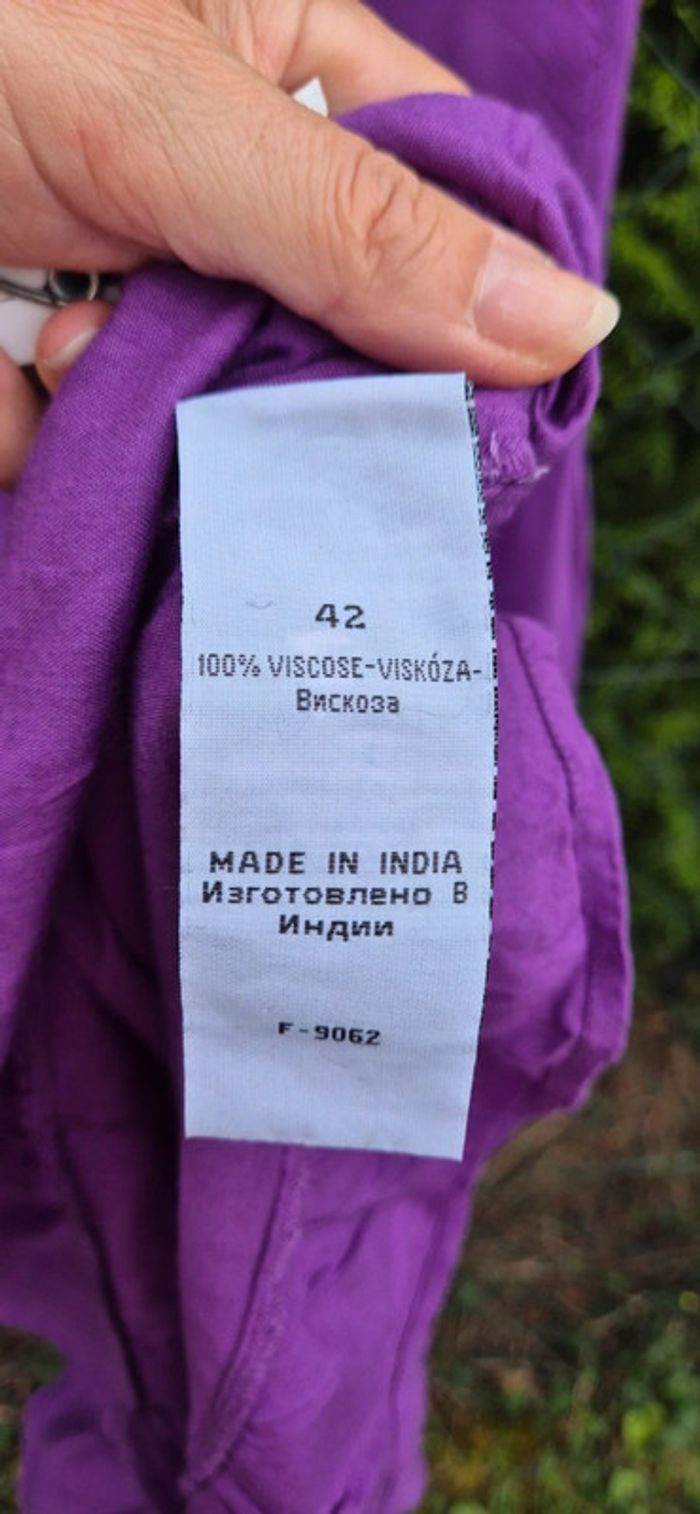 42
100% VISCOSE-VISKÓZA-
Вискоза
MADE IN INDIA
Изготовлено В
Индии
F-9062